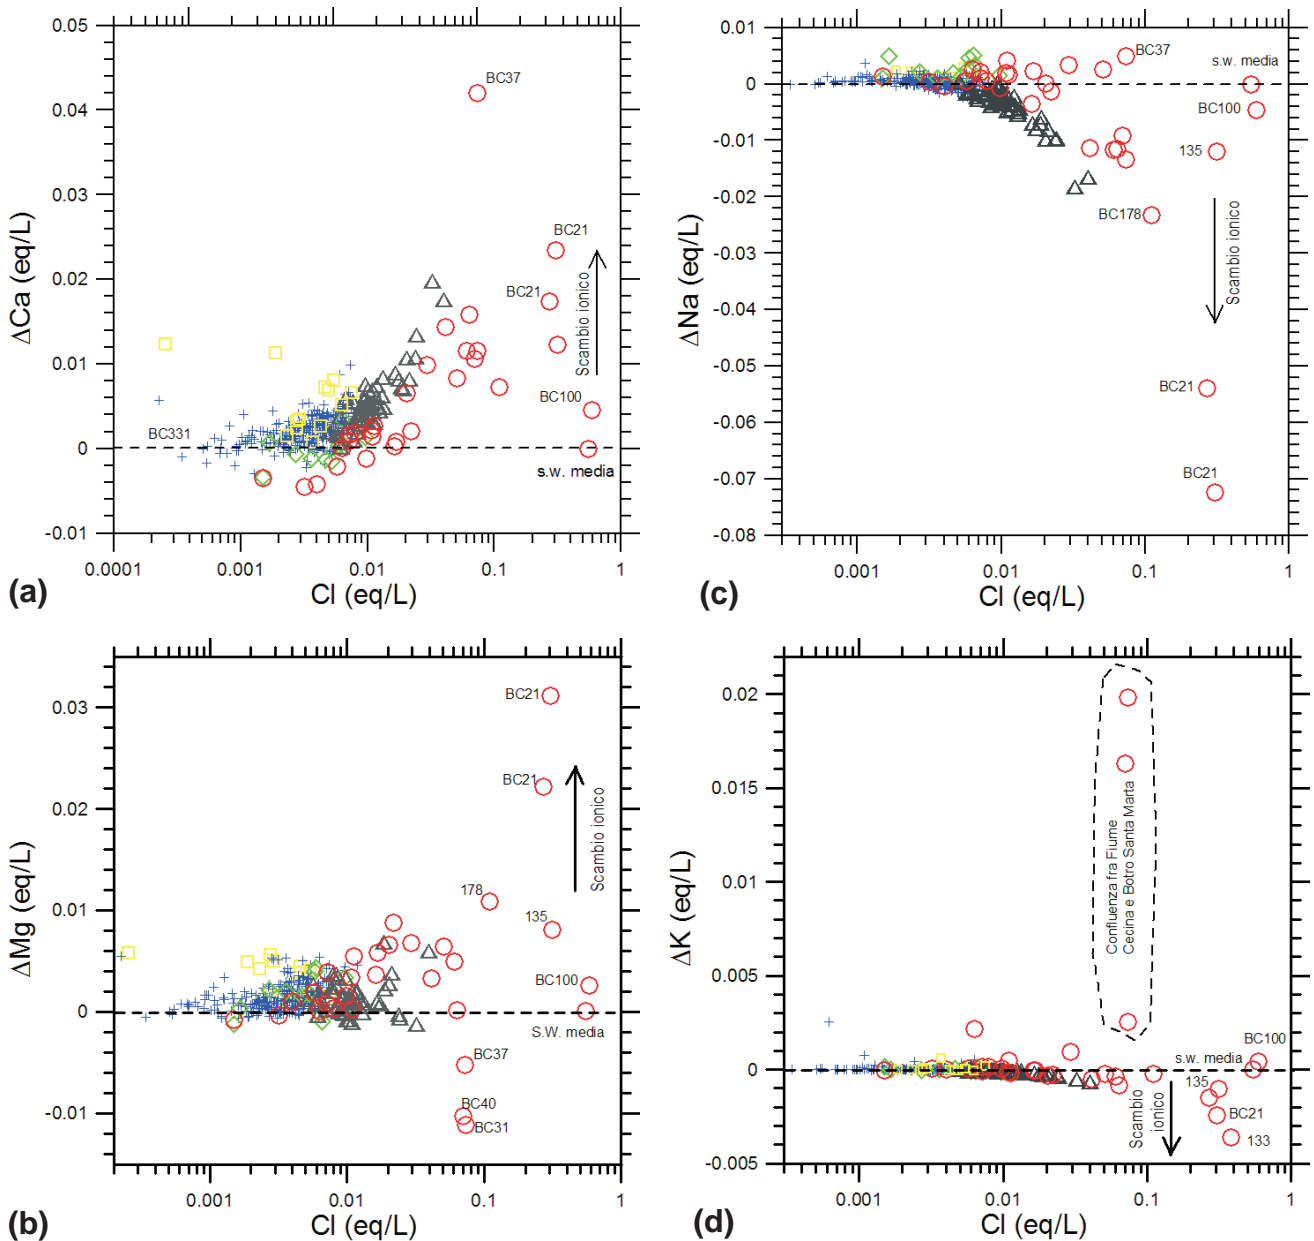 0.05
0.04
0.03
0.02
0.01
0
-0.01
ΔCa (eq/L)
BC37
BC21
BC21
Scambio ionico
BC100
BC331
s.w. media
0.0001
0.001
0.01
0.1
1
Cl (eq/L)
(a)
0.01
0
-0.01
-0.02
-0.03
-0.04
-0.05
-0.06
-0.07
-0.08
ΔNa (eq/L)
BC37
s.w. media
BC100
135
BC178
Scambio ionico
BC21
BC21
0.001
0.01
0.1
1
Cl (eq/L)
(c)
0.03
0.02
0.01
0
-0.01
ΔMg (eq/L)
BC21
BC21
Scambio ionico
178
135
BC100
S.W. media
BC37
BC40
BC31
0.001
0.01
0.1
1
Cl (eq/L)
(b)
0.02
0.015
0.01
0.005
0
-0.005
ΔK (eq/L)
Confluenza fra Fiume
Cecina e Botro Santa Marta
BC100
s.w. media
135
Scambio
ionico
BC21
133
0.001
0.01
0.1
1
Cl (eq/L)
(d)